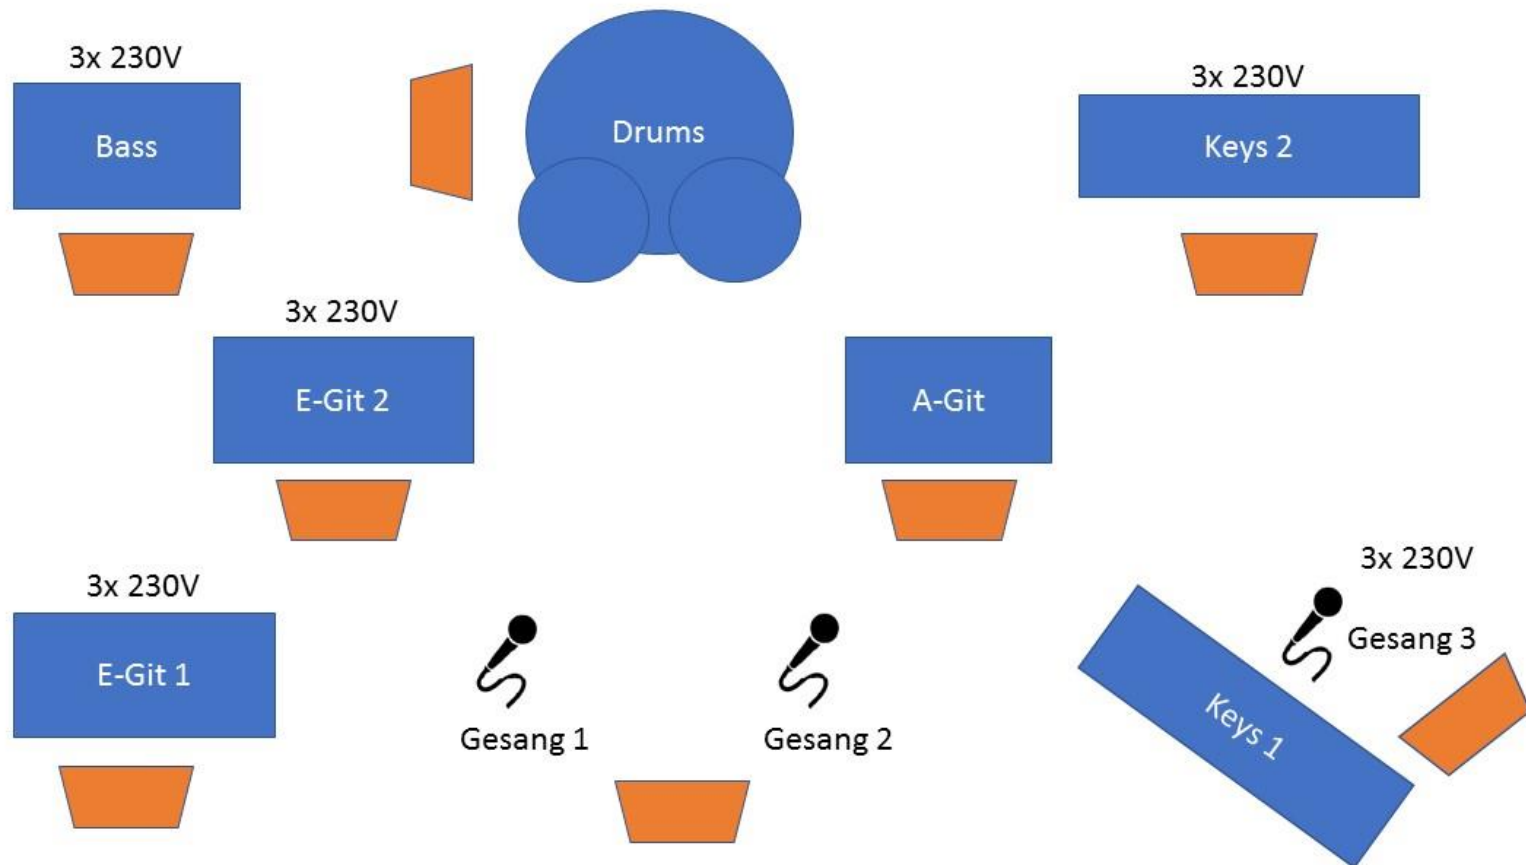 3x 230V
Bass
Drums
3x 230V
Keys 2
3x 230V
E-Git 2
A-Git
3x 230V
E-Git 1
Gesang 1
Gesang 2
3x 230V
Gesang 3
Keys 1